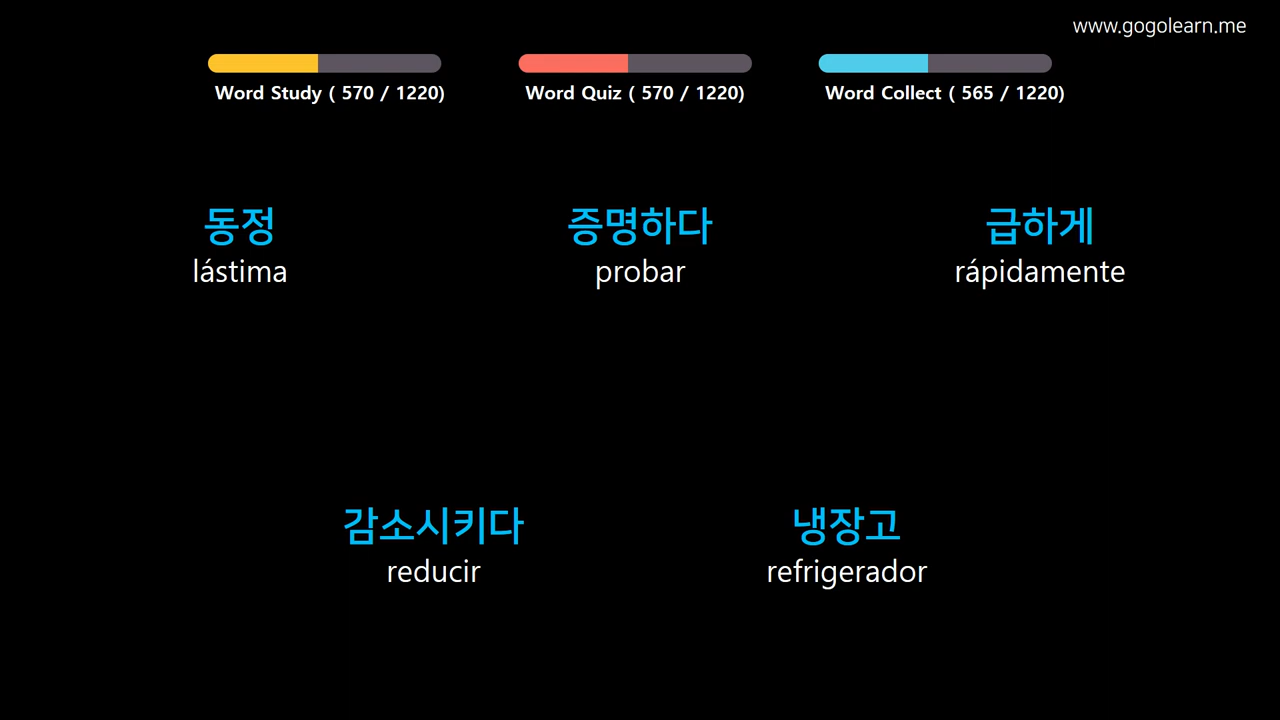 www.gogolearn.me
Word Study ( 570 / 1220)
Word Quiz ( 570 / 1220)
Word Collect ( 565 / 1220)
동정
lástima
증명하다
probar
급하게
rápidamente
감소시키다
reducir
냉장고
refrigerador